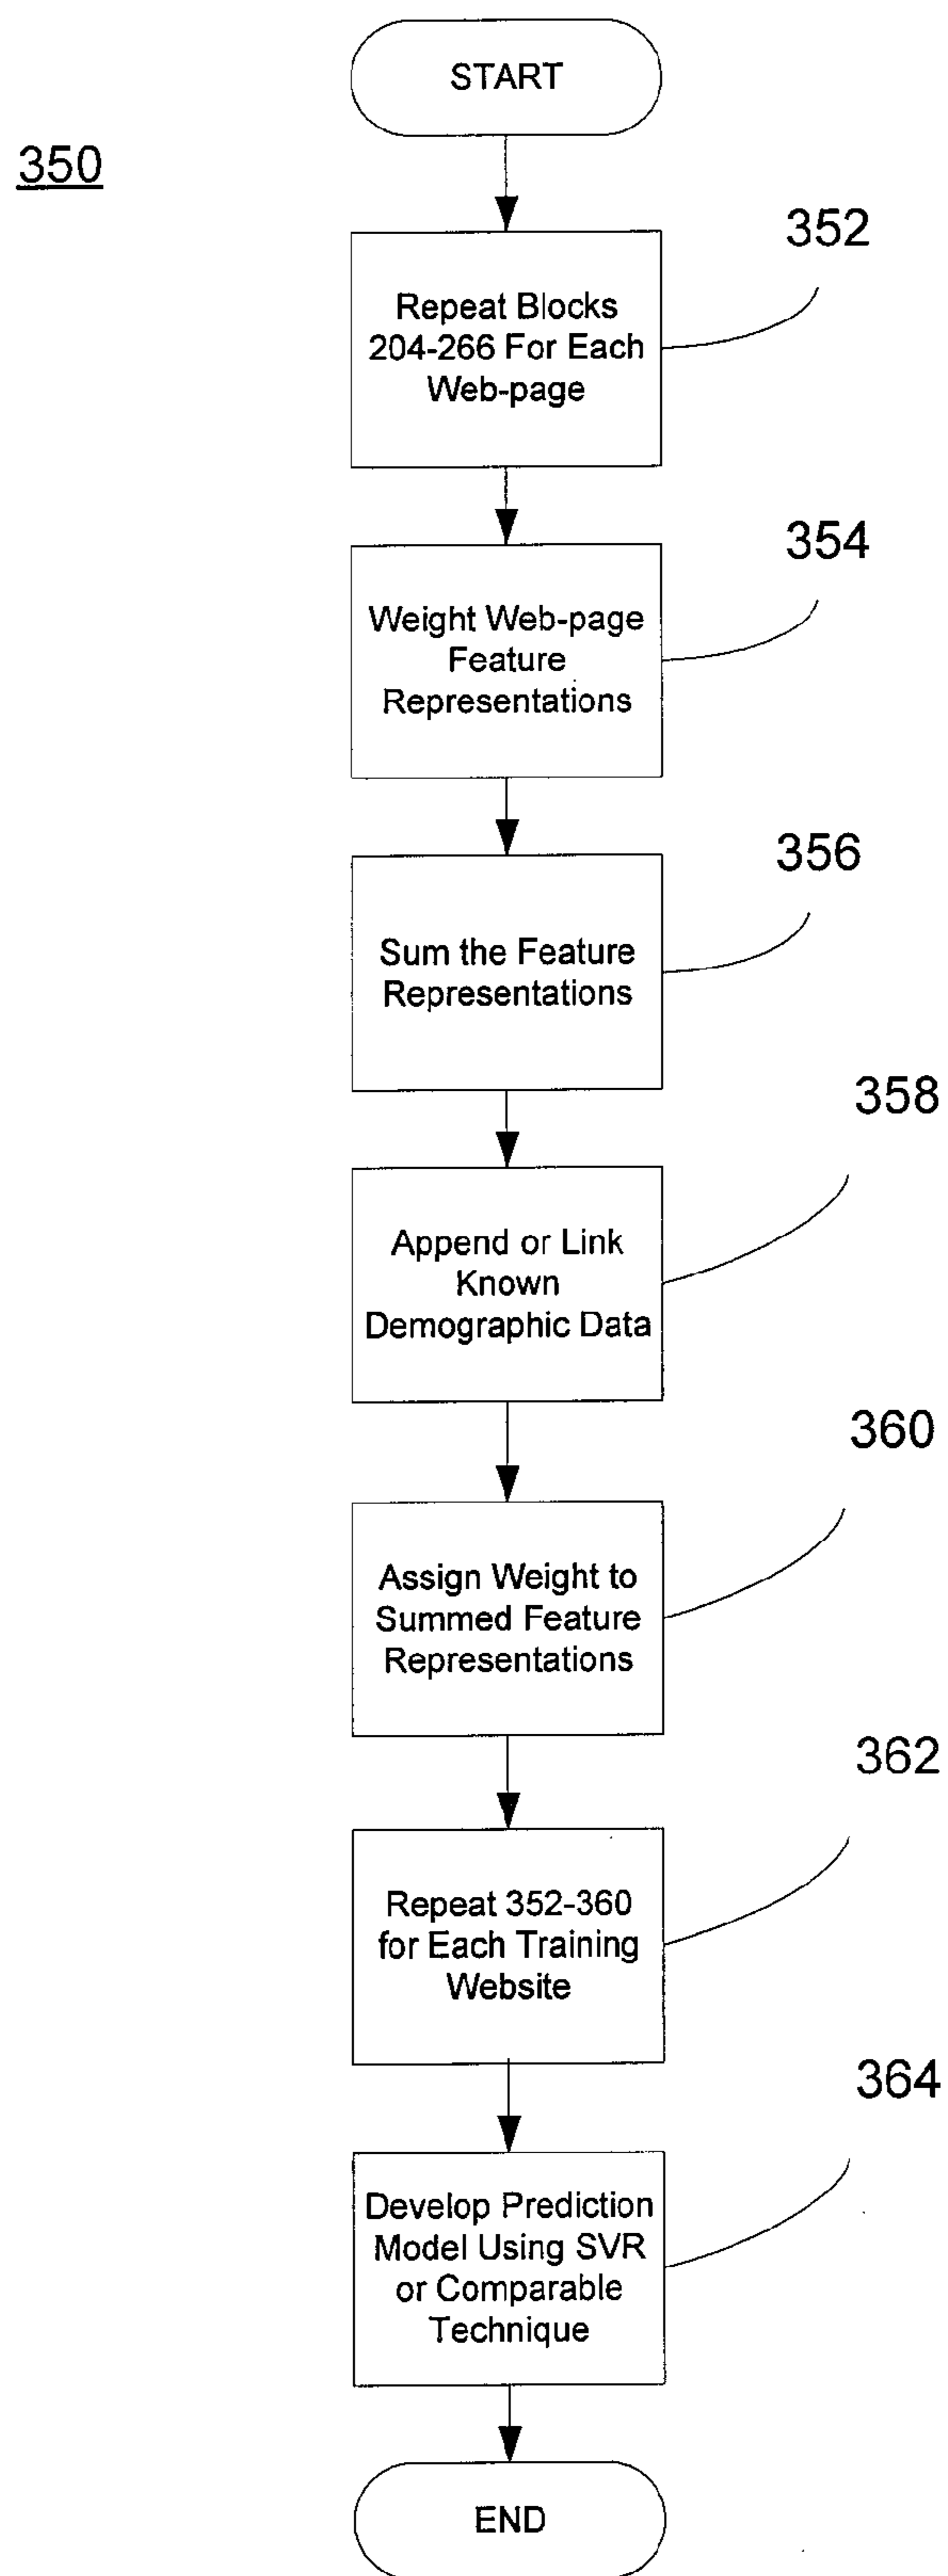 START
350
352
Repeat Blocks
204-266 For Each
Web-page
354
Weight Web-page
Feature
Representations
356
Sum the Feature
Representations
358
Append or Link
Known
Demographic Data
360
Assign Weight to
Summed Feature
Representations
362
Repeat 352-360
for Each Training
Website
364
Develop Prediction
Model Using SVR
or Comparable
Technique
END